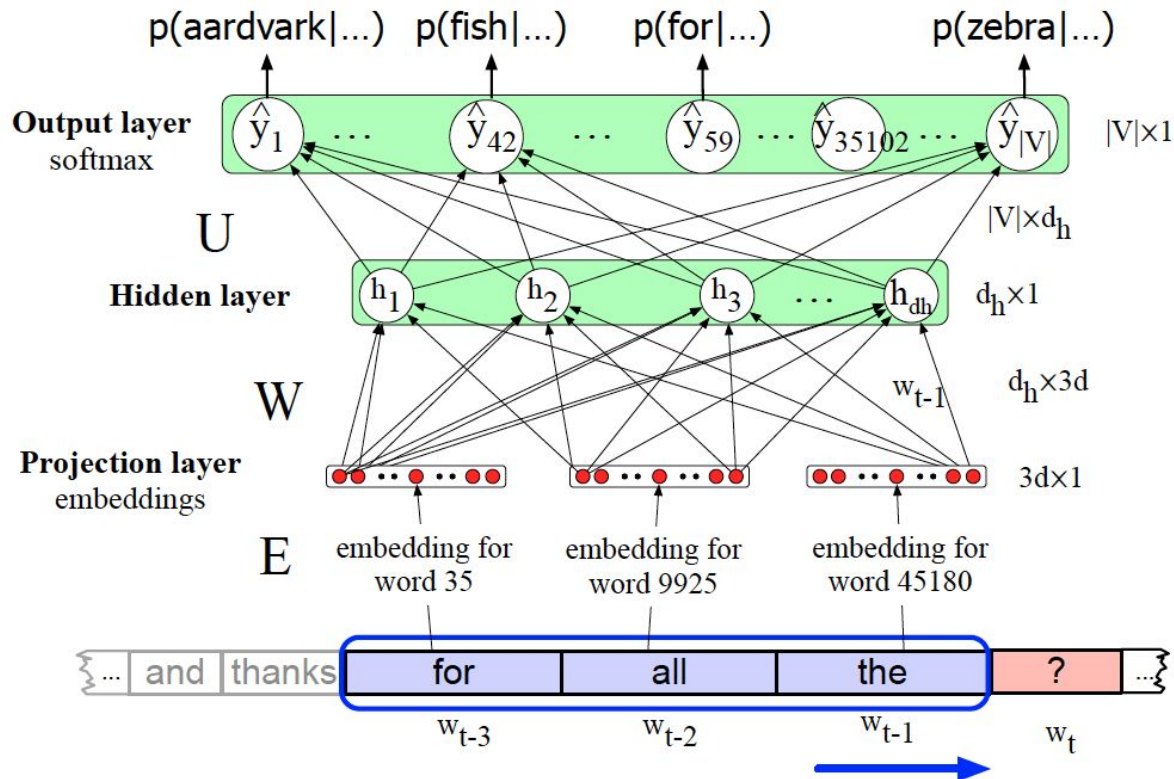 p(aardvark|...) p(fish|...) p(for|...) p(zebra|...)
Output layer
softmax
ŷ1 ... ŷ42 ... ŷ59 ... ŷ35102 ... ŷ|V| |V|×1
U |V|×dh
Hidden layer h1 h2 h3 ... hdh dh×1
W wt-1 dh×3d
Projection layer
embeddings
.. .. .. .. .. .. 3d×1
E
embedding for
word 35
embedding for
word 9925
embedding for
word 45180
... and thanks for all the ? ...
wt-3 wt-2 wt-1 wt